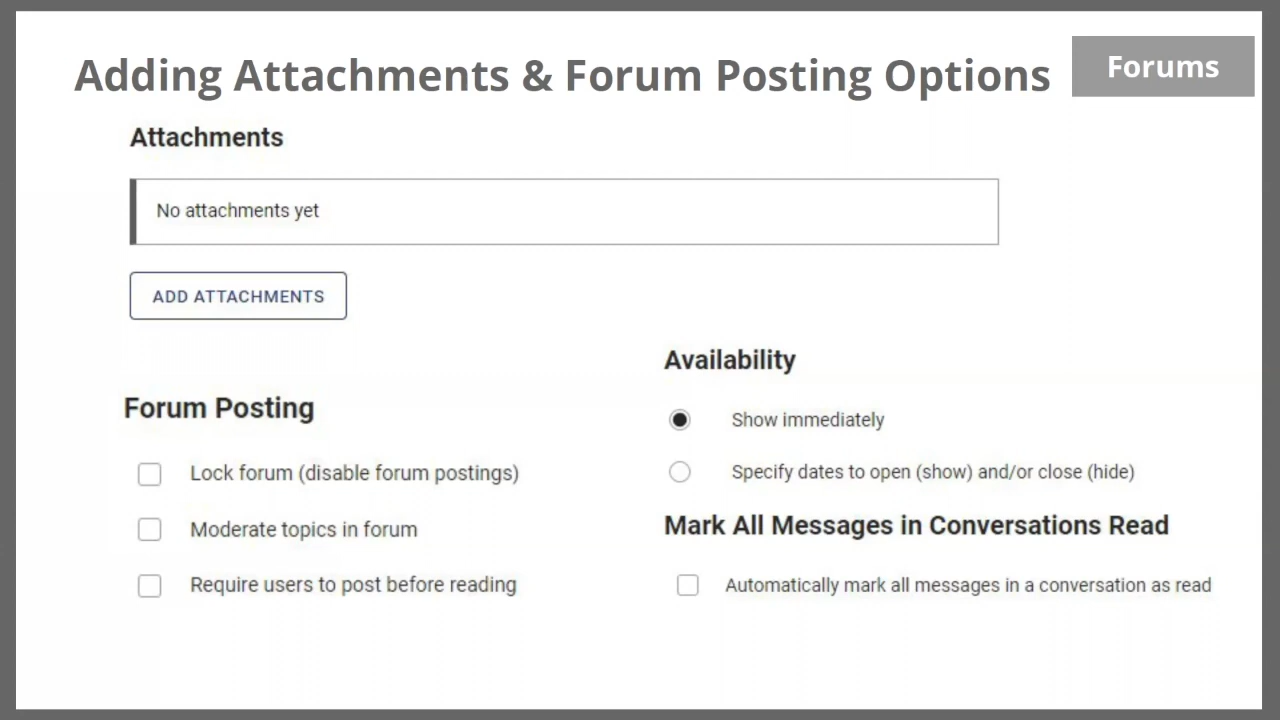 Adding Attachments & Forum Posting Options
Forums
Attachments
No attachments yet
ADD ATTACHMENTS
Forum Posting
Lock forum (disable forum postings)
Moderate topics in forum
Require users to post before reading
Availability
Show immediately
Specify dates to open (show) and/or close (hide)
Mark All Messages in Conversations Read
Automatically mark all messages in a conversation as read